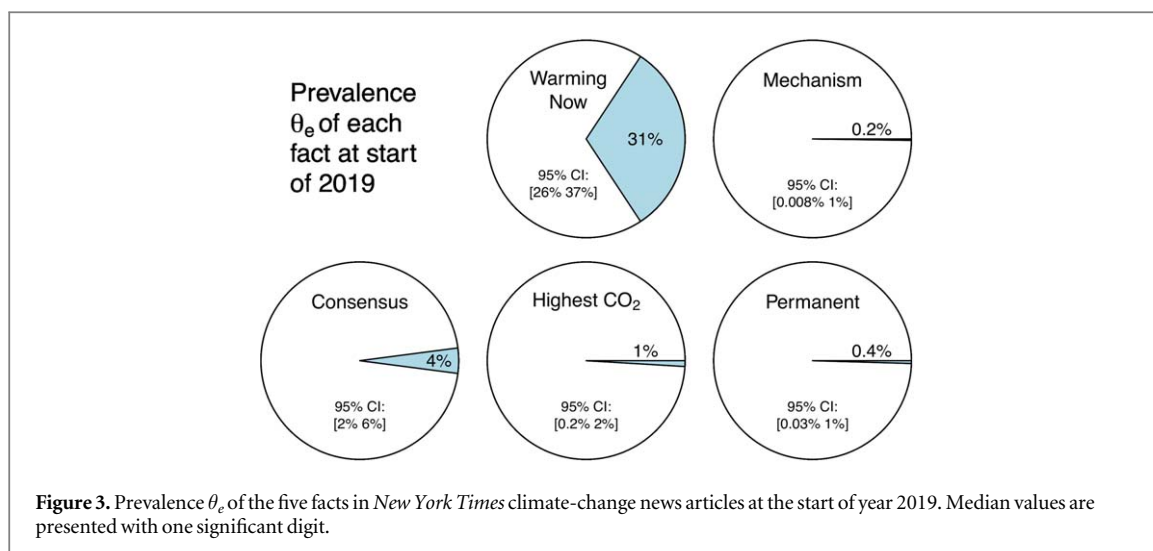 Prevalence
θe of each
fact at start
of 2019
Warming
Now
31%
95% CI:
[26% 37%]
Mechanism
0.2%
95% CI:
[0.008% 1%]
Consensus
4%
95% CI:
[2% 6%]
Highest CO2
1%
95% CI:
[0.2% 2%]
Permanent
0.4%
95% CI:
[0.03% 1%]
Figure 3. Prevalence θe of the five facts in New York Times climate-change news articles at the start of year 2019. Median values are
presented with one significant digit.